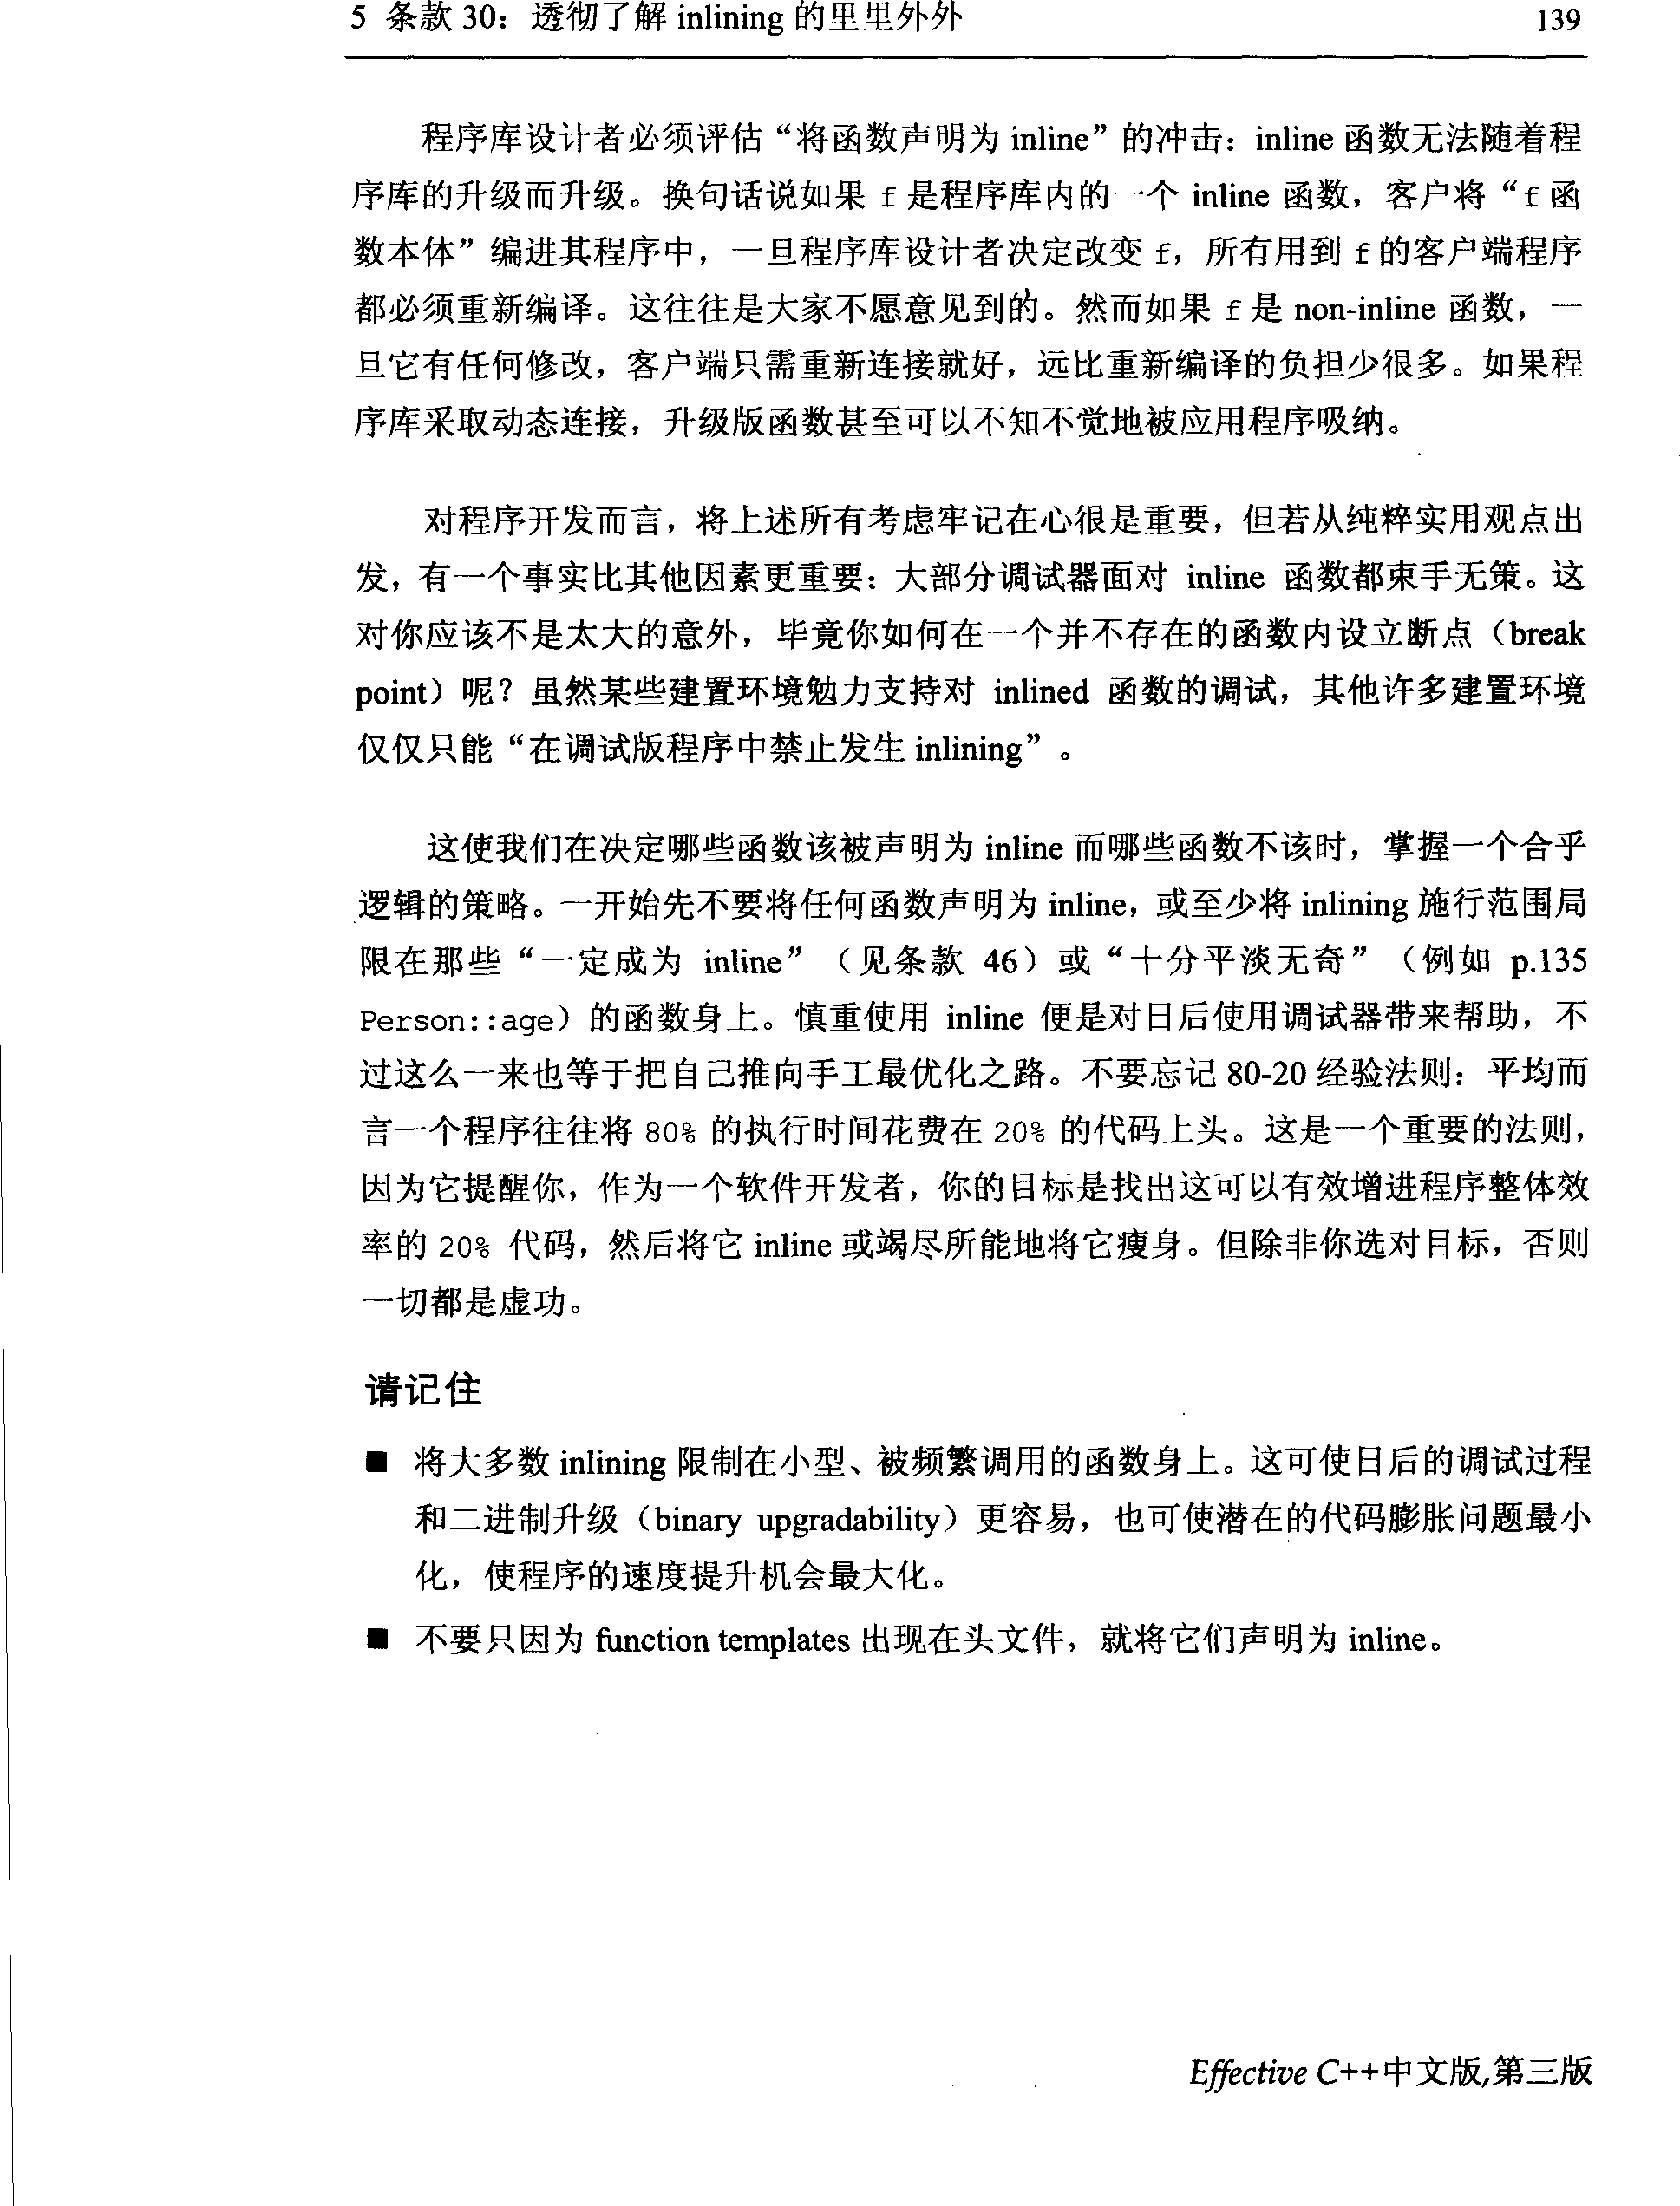 5 条款 30：透彻了解 inlining 的里里外外 139
程序库设计者必须评估“将函数声明为 inline”的冲击：inline 函数无法随着程
序库的升级而升级。换句话说如果 f 是程序库内的一个 inline 函数，客户将“f 函
数本体”编进其程序中，一旦程序库设计者决定改变 f，所有用到 f 的客户端程序
都必须重新编译。这往往是大家不愿意见到的。然而如果 f 是 non-inline 函数，一
旦它有任何修改，客户端只需重新连接就好，远比重新编译的负担少很多。如果程
序库采取动态连接，升级版函数甚至可以不知不觉地被应用程序吸纳。
对程序开发而言，将上述所有考虑牢记在心很是重要，但若从纯粹实用观点出
发，有一个事实比其他因素更重要：大部分调试器面对 inline 函数都束手无策。这
对你应该不是太大的意外，毕竟你如何在一个并不存在的函数内设立断点（break
point）呢？虽然某些建置环境勉力支持对 inlined 函数的调试，其他许多建置环境
仅仅只能“在调试版程序中禁止发生 inlining”。
这使我们在决定哪些函数该被声明为 inline 而哪些函数不该时，掌握一个合乎
逻辑的策略。一开始先不要将任何函数声明为 inline，或至少将 inlining 施行范围局
限在那些“一定成为 inline”（见条款 46）或“十分平淡无奇”（例如 p.135
Person::age）的函数身上。慎重使用 inline 便是对日后使用调试器带来帮助，不
过这么一来也等于把自己推向手工最优化之路。不要忘记 80-20 经验法则：平均而
言一个程序往往将 80% 的执行时间花费在 20% 的代码上头。这是一个重要的法则，
因为它提醒你，作为一个软件开发者，你的目标是找出这可以有效增进程序整体效
率的 20% 代码，然后将它 inline 或竭尽所能地将它瘦身。但除非你选对目标，否则
一切都是虚功。
请记住
■ 将大多数 inlining 限制在小型、被频繁调用的函数身上。这可使日后的调试过程
和二进制升级（binary upgradability）更容易，也可使潜在的代码膨胀问题最小
化，使程序的速度提升机会最大化。
■ 不要只因为 function templates 出现在头文件，就将它们声明为 inline。
Effective C++中文版,第三版